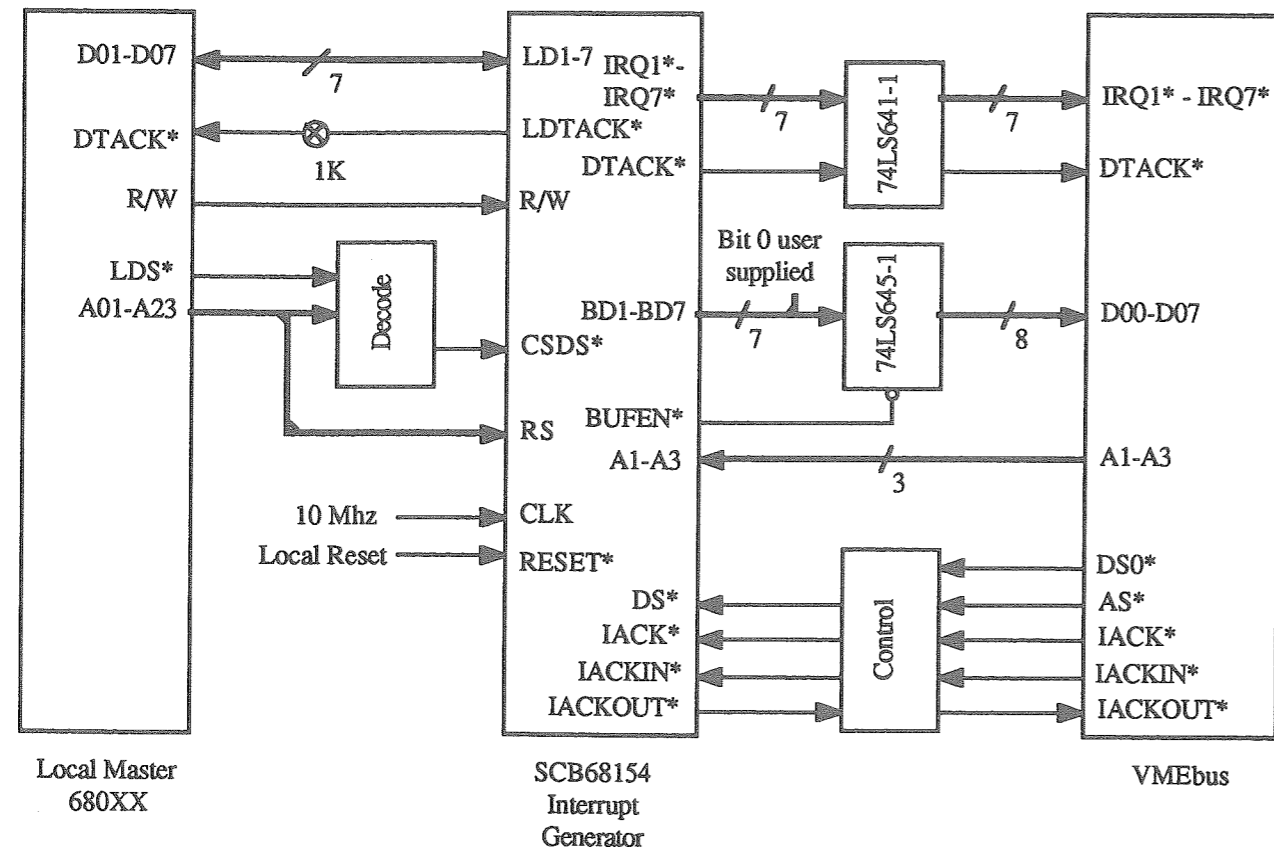 D01-D07
7
DTACK*
1K
R/W
LDS*
A01-A23
Decode
10 Mhz
Local Reset
Local Master
680XX
LD1-7
IRQ1*-
IRQ7*
LDTACK*
DTACK*
R/W
BD1-BD7
CSDS*
BUFEN*
RS
A1-A3
CLK
RESET*
DS*
IACK*
IACKIN*
IACKOUT*
SCB68154
Interrupt
Generator
7
74LS641-1
7
Bit 0 user
supplied
7
74LS645-1
8
3
Control
IRQ1* - IRQ7*
DTACK*
D00-D07
A1-A3
DS0*
AS*
IACK*
IACKIN*
IACKOUT*
VMEbus